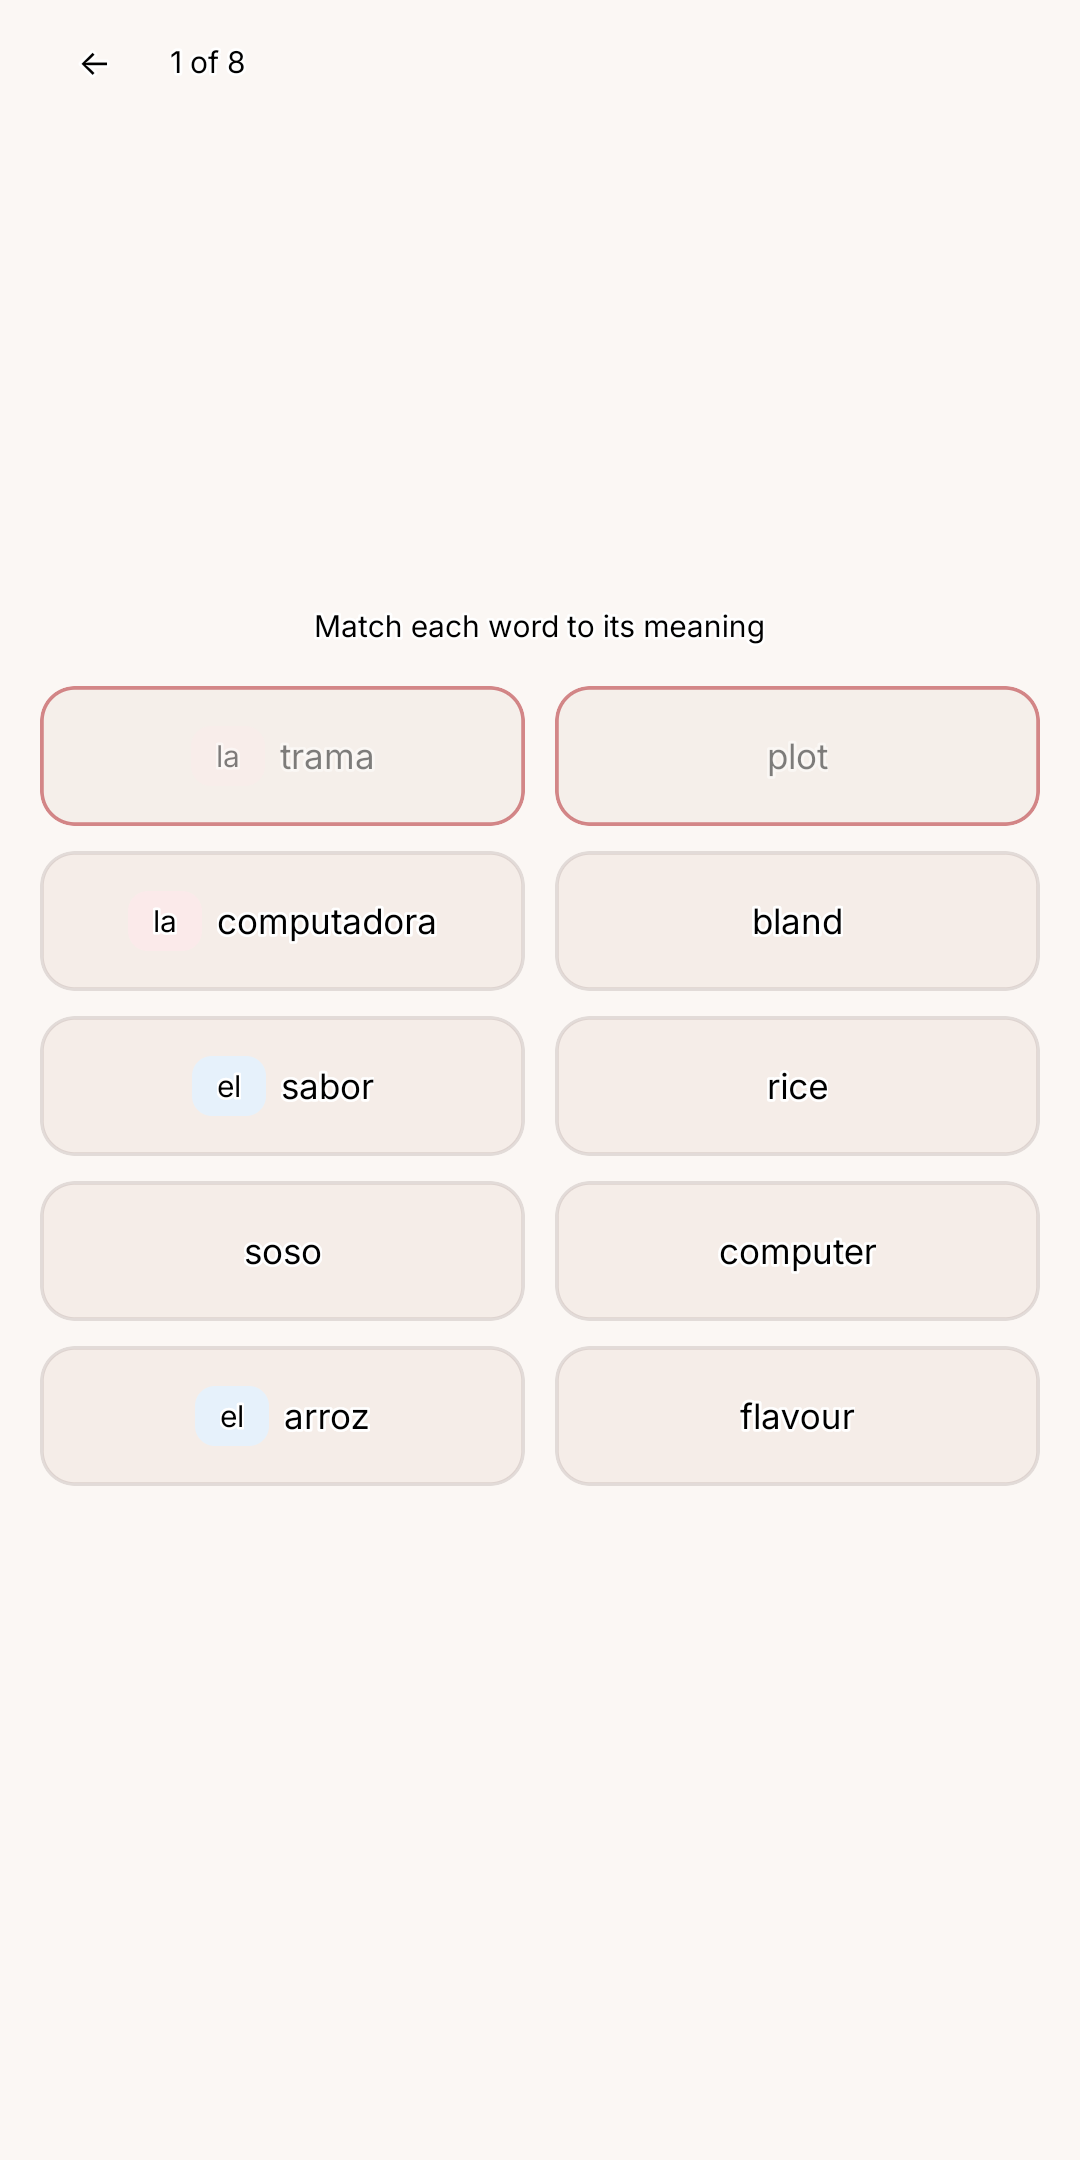 1 of 8
Match each word to its meaning
la trama
plot
la computadora
bland
el sabor
rice
soso
computer
el arroz
flavour